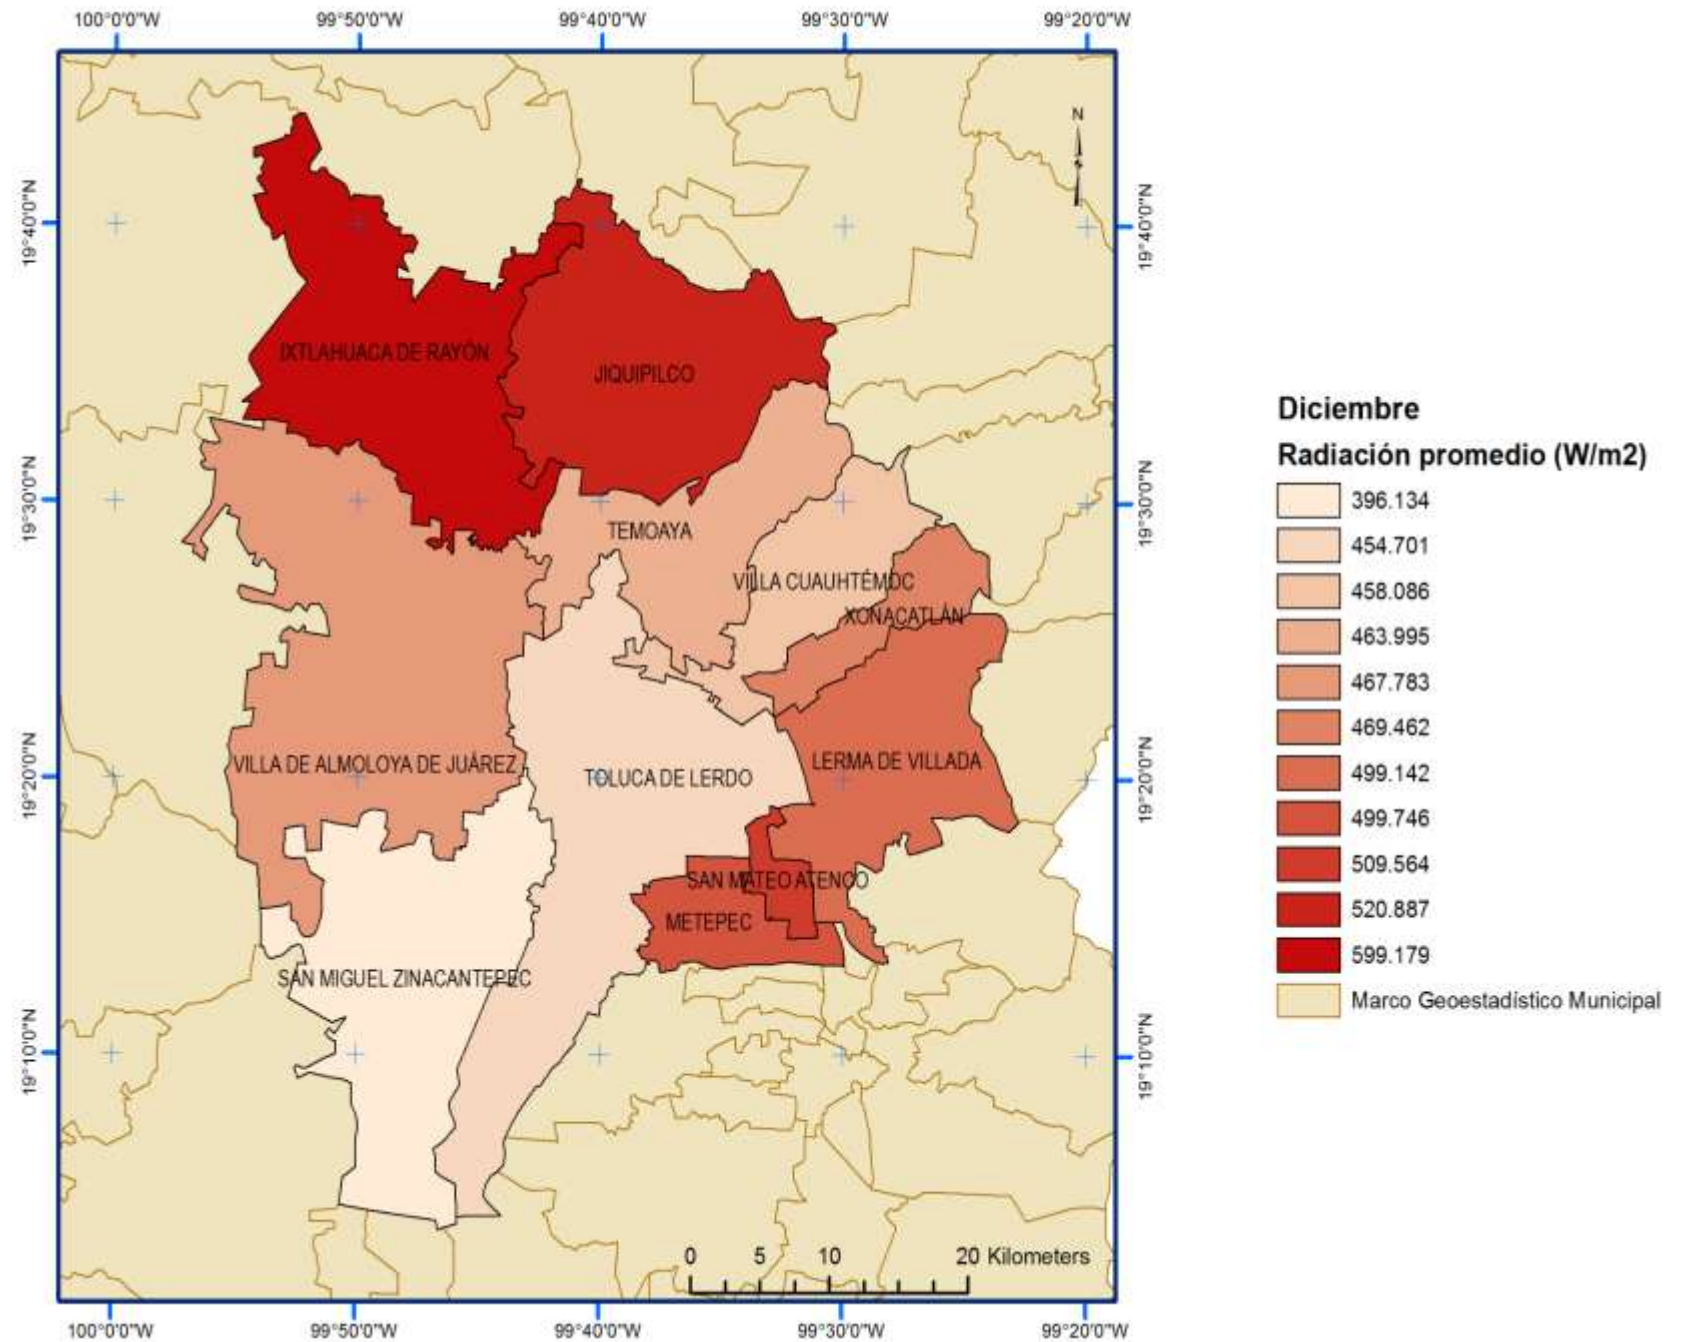 100°0'0"W 99°50'0"W 99°40'0"W 99°30'0"W 99°20'0"W
N
19°40'0"N
19°40'0"N
IXTLAHUACA DE RAYÓN
JIQUIPILCO
19°30'0"N
19°30'0"N
TEMOAYA
VILLA CUAUHTÉMOC
XONACATLÁN
19°20'0"N
19°20'0"N
VILLA DE ALMOLOYA DE JUÁREZ
TOLUCA DE LERDO
LERMA DE VILLADA
SAN MATEO ATENCO
METEPEC
SAN MIGUEL ZINACANTEPEC
19°10'0"N
19°10'0"N
0 5 10 20 Kilometers
100°0'0"W 99°50'0"W 99°40'0"W 99°30'0"W 99°20'0"W
Diciembre
Radiación promedio (W/m2)
396.134
454.701
458.086
463.995
467.783
469.462
499.142
499.746
509.564
520.887
599.179
Marco Geoestadístico Municipal